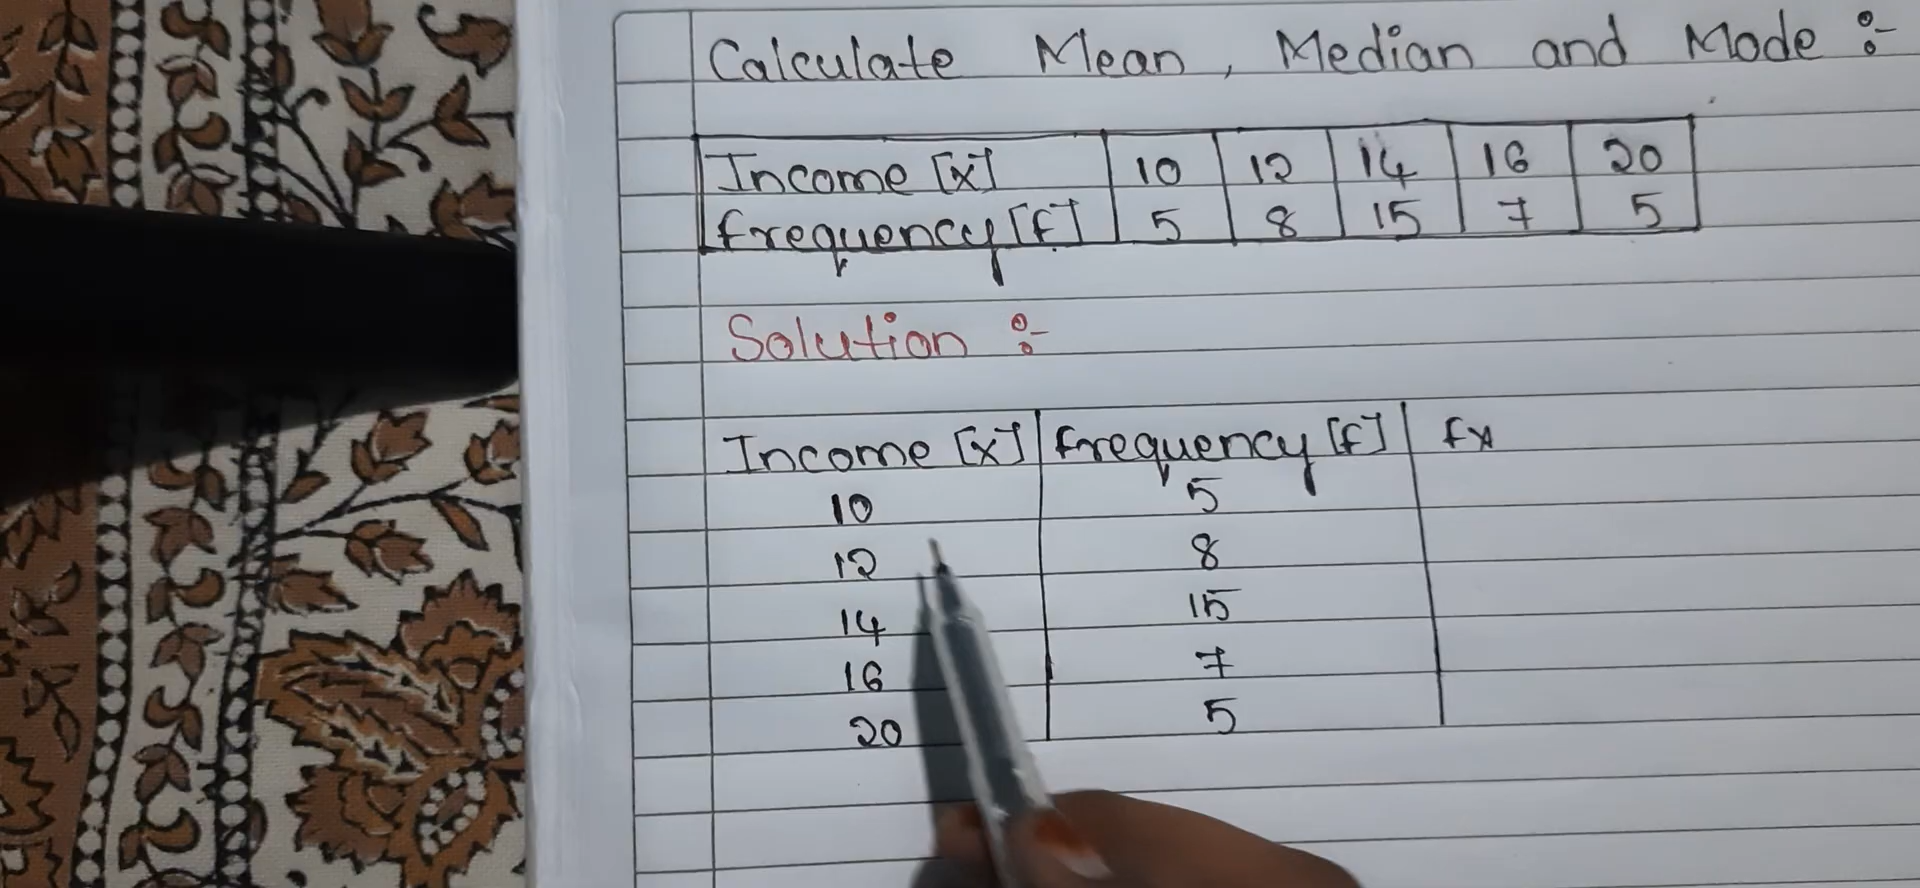 Calculate Mean, Median and Mode :-
Income [x] 10 12 14 16 20
frequency [f] 5 8 15 7 5
Solution :-
Income [x] frequency [f] fx
10 5
12 8
14 15
16 7
20 5